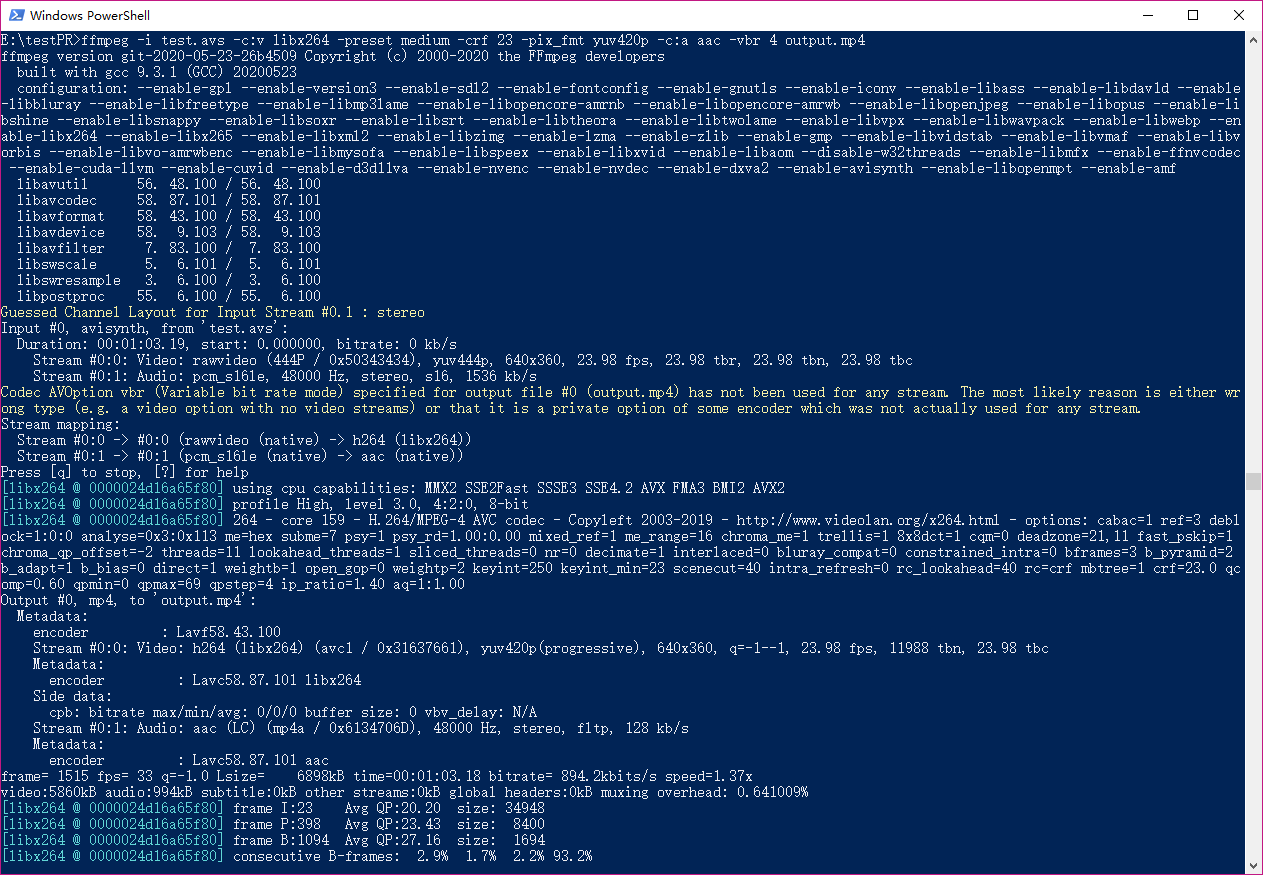 Windows PowerShell
E:\testPR>ffmpeg -i test.avs -c:v libx264 -preset medium -crf 23 -pix_fmt yuv420p -c:a aac -vbr 4 output.mp4
ffmpeg version git-2020-05-23-26b4509 Copyright (c) 2000-2020 the FFmpeg developers
  built with gcc 9.3.1 (GCC) 20200523
  configuration: --enable-gpl --enable-version3 --enable-sdl2 --enable-fontconfig --enable-gnutls --enable-iconv --enable-libass --enable-libdav1d --enable
-libbluray --enable-libfreetype --enable-libmp3lame --enable-libopencore-amrnb --enable-libopencore-amrwb --enable-libopenjpeg --enable-libopus --enable-li
bshine --enable-libsnappy --enable-libsoxr --enable-libsrt --enable-libtheora --enable-libtwolame --enable-libvpx --enable-libwavpack --enable-libwebp --en
able-libx264 --enable-libx265 --enable-libxml2 --enable-libzimg --enable-lzma --enable-zlib --enable-gmp --enable-libvidstab --enable-libvmaf --enable-libv
orbis --enable-libvo-amrwbenc --enable-libmysofa --enable-libspeex --enable-libxvid --enable-libaom --disable-w32threads --enable-libmfx --enable-ffnvcodec
 --enable-cuda-llvm --enable-cuvid --enable-d3d11va --enable-nvenc --enable-nvdec --enable-dxva2 --enable-avisynth --enable-libopenmpt --enable-amf
  libavutil      56. 48.100 / 56. 48.100
  libavcodec     58. 87.101 / 58. 87.101
  libavformat    58. 43.100 / 58. 43.100
  libavdevice    58.  9.103 / 58.  9.103
  libavfilter     7. 83.100 /  7. 83.100
  libswscale      5.  6.101 /  5.  6.101
  libswresample   3.  6.100 /  3.  6.100
  libpostproc    55.  6.100 / 55.  6.100
Guessed Channel Layout for Input Stream #0.1 : stereo
Input #0, avisynth, from 'test.avs':
  Duration: 00:01:03.19, start: 0.000000, bitrate: 0 kb/s
    Stream #0:0: Video: rawvideo (444P / 0x50343434), yuv444p, 640x360, 23.98 fps, 23.98 tbr, 23.98 tbn, 23.98 tbc
    Stream #0:1: Audio: pcm_s16le, 48000 Hz, stereo, s16, 1536 kb/s
Codec AVOption vbr (Variable bit rate mode) specified for output file #0 (output.mp4) has not been used for any stream. The most likely reason is either wr
ong type (e.g. a video option with no video streams) or that it is a private option of some encoder which was not actually used for any stream.
Stream mapping:
  Stream #0:0 -> #0:0 (rawvideo (native) -> h264 (libx264))
  Stream #0:1 -> #0:1 (pcm_s16le (native) -> aac (native))
Press [q] to stop, [?] for help
[libx264 @ 0000024d16a65f80] using cpu capabilities: MMX2 SSE2Fast SSSE3 SSE4.2 AVX FMA3 BMI2 AVX2
[libx264 @ 0000024d16a65f80] profile High, level 3.0, 4:2:0, 8-bit
[libx264 @ 0000024d16a65f80] 264 - core 159 - H.264/MPEG-4 AVC codec - Copyleft 2003-2019 - http://www.videolan.org/x264.html - options: cabac=1 ref=3 debl
ock=1:0:0 analyse=0x3:0x113 me=hex subme=7 psy=1 psy_rd=1.00:0.00 mixed_ref=1 me_range=16 chroma_me=1 trellis=1 8x8dct=1 cqm=0 deadzone=21,11 fast_pskip=1
chroma_qp_offset=-2 threads=11 lookahead_threads=1 sliced_threads=0 nr=0 decimate=1 interlaced=0 bluray_compat=0 constrained_intra=0 bframes=3 b_pyramid=2
b_adapt=1 b_bias=0 direct=1 weightb=1 open_gop=0 weightp=2 keyint=250 keyint_min=23 scenecut=40 intra_refresh=0 rc_lookahead=40 rc=crf mbtree=1 crf=23.0 qc
omp=0.60 qpmin=0 qpmax=69 qpstep=4 ip_ratio=1.40 aq=1:1.00
Output #0, mp4, to 'output.mp4':
  Metadata:
    encoder         : Lavf58.43.100
    Stream #0:0: Video: h264 (libx264) (avc1 / 0x31637661), yuv420p(progressive), 640x360, q=-1--1, 23.98 fps, 11988 tbn, 23.98 tbc
    Metadata:
      encoder         : Lavc58.87.101 libx264
    Side data:
      cpb: bitrate max/min/avg: 0/0/0 buffer size: 0 vbv_delay: N/A
    Stream #0:1: Audio: aac (LC) (mp4a / 0x6134706D), 48000 Hz, stereo, fltp, 128 kb/s
    Metadata:
      encoder         : Lavc58.87.101 aac
frame= 1515 fps= 33 q=-1.0 Lsize=    6898kB time=00:01:03.18 bitrate= 894.2kbits/s speed=1.37x
video:5860kB audio:994kB subtitle:0kB other streams:0kB global headers:0kB muxing overhead: 0.641009%
[libx264 @ 0000024d16a65f80] frame I:23    Avg QP:20.20  size: 34948
[libx264 @ 0000024d16a65f80] frame P:398   Avg QP:23.43  size:  8400
[libx264 @ 0000024d16a65f80] frame B:1094  Avg QP:27.16  size:  1694
[libx264 @ 0000024d16a65f80] consecutive B-frames:  2.9%  1.7%  2.2% 93.2%